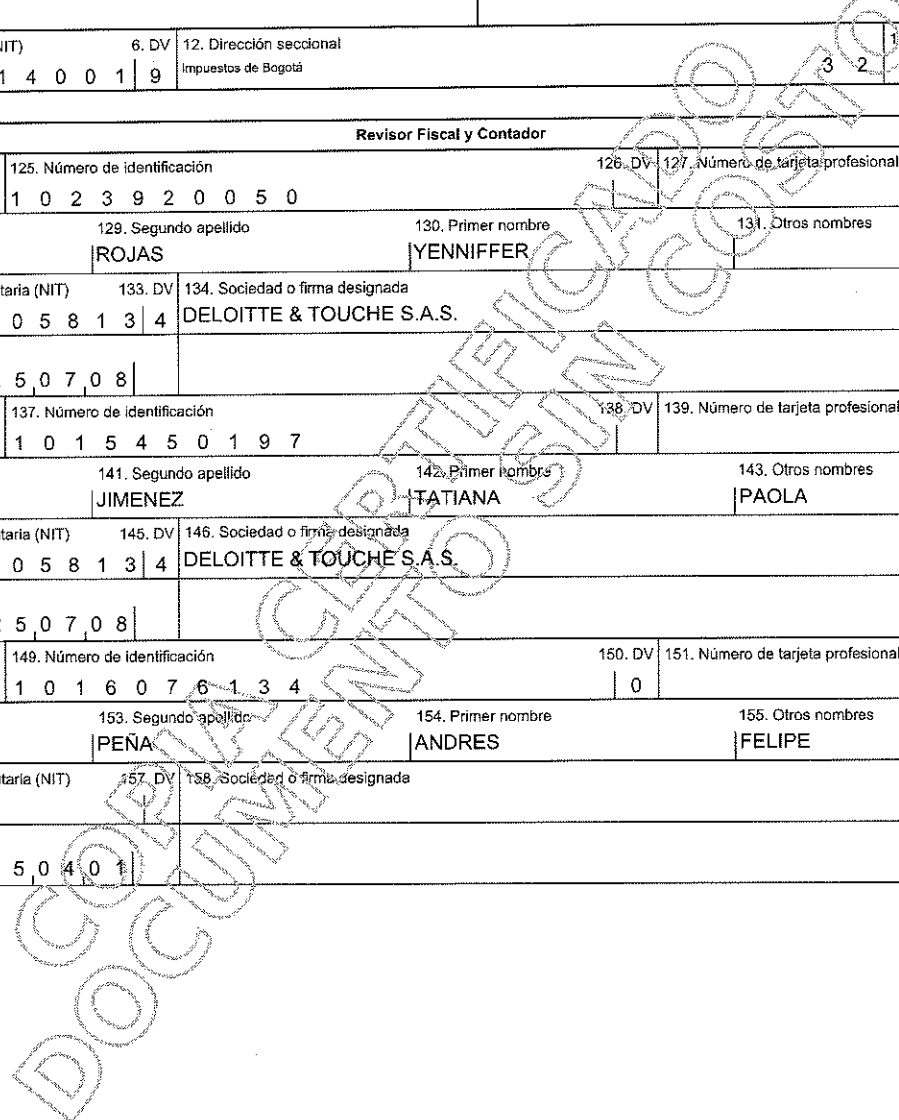 NIT) 6. DV 12. Dirección seccional
1 4 0 0 1 9 Impuestos de Bogotá 3 2
Revisor Fiscal y Contador
125. Número de identificación 126. DV 127. Número de tarjeta profesional
1 0 2 3 9 2 0 0 5 0
129. Segundo apellido 130. Primer nombre 131. Otros nombres
ROJAS YENNIFFER
taria (NIT) 133. DV 134. Sociedad o firma designada
0 5 8 1 3 4 DELOITTE & TOUCHE S.A.S.
5 0 7 0 8
137. Número de identificación 138. DV 139. Número de tarjeta profesional
1 0 1 5 4 5 0 1 9 7
141. Segundo apellido 142. Primer nombre 143. Otros nombres
JIMENEZ TATIANA PAOLA
taria (NIT) 145. DV 146. Sociedad o firma designada
0 5 8 1 3 4 DELOITTE & TOUCHE S.A.S.
5 0 7 0 8
149. Número de identificación 150. DV 151. Número de tarjeta profesional
1 0 1 6 0 7 6 1 3 4 0
153. Segundo apellido 154. Primer nombre 155. Otros nombres
PEÑA ANDRES FELIPE
taria (NIT) 157. DV 158. Sociedad o firma designada
5 0 4 0 1
COPIA CERTIFICADO
DOCUMENTO SIN COSTO